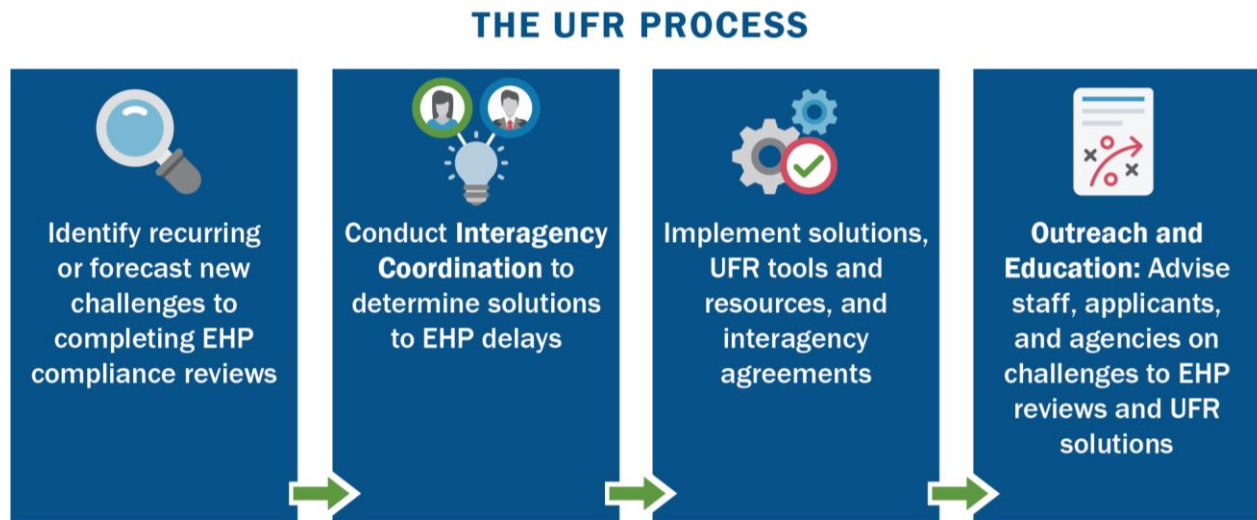 THE UFR PROCESS
Identify recurring
or forecast new
challenges to
completing EHP
compliance reviews
Conduct Interagency
Coordination to
determine solutions
to EHP delays
Implement solutions,
UFR tools and
resources, and
interagency
agreements
Outreach and
Education: Advise
staff, applicants,
and agencies on
challenges to EHP
reviews and UFR
solutions